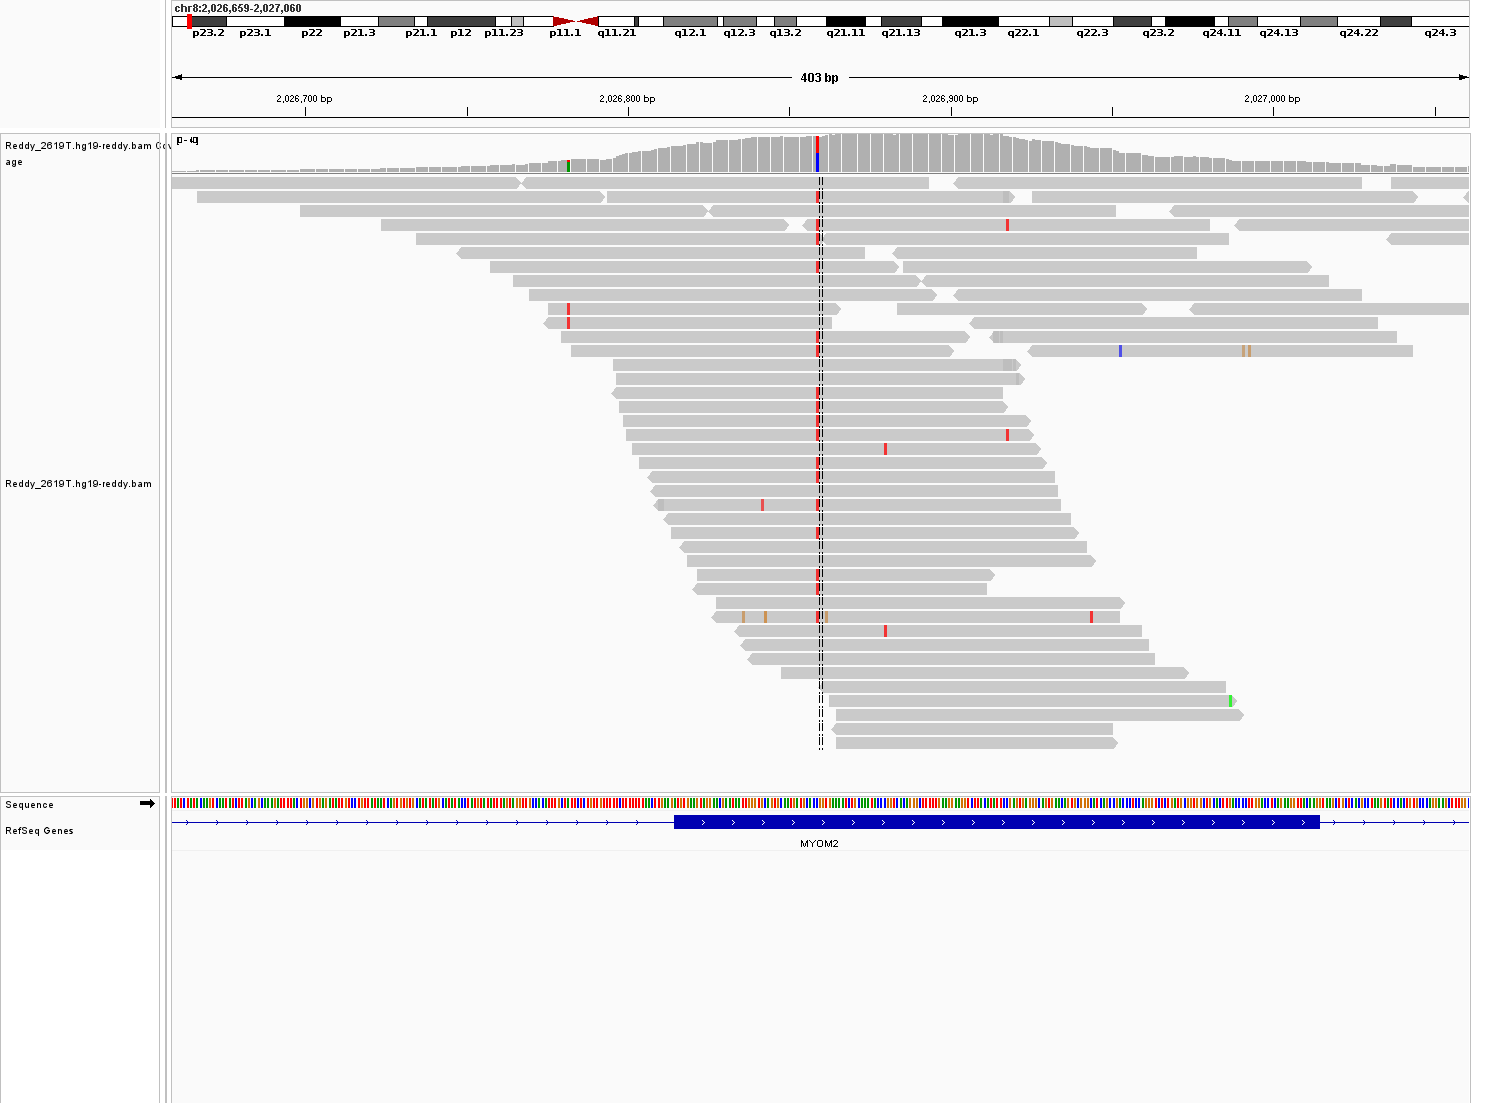 chr8:2,026,659-2,027,060
p23.2 p23.1 p22 p21.3 p21.1 p12 p11.23 p11.1 q11.21 q12.1 q12.3 q13.2 q21.11 q21.13 q21.3 q22.1 q22.3 q23.2 q24.11 q24.13 q24.22 q24.3
403 bp
2,026,700 bp 2,026,800 bp 2,026,900 bp 2,027,000 bp
Reddy_2619T.hg19-reddy.bam Cov
age
Reddy_2619T.hg19-reddy.bam
Sequence
RefSeq Genes
MYOM2